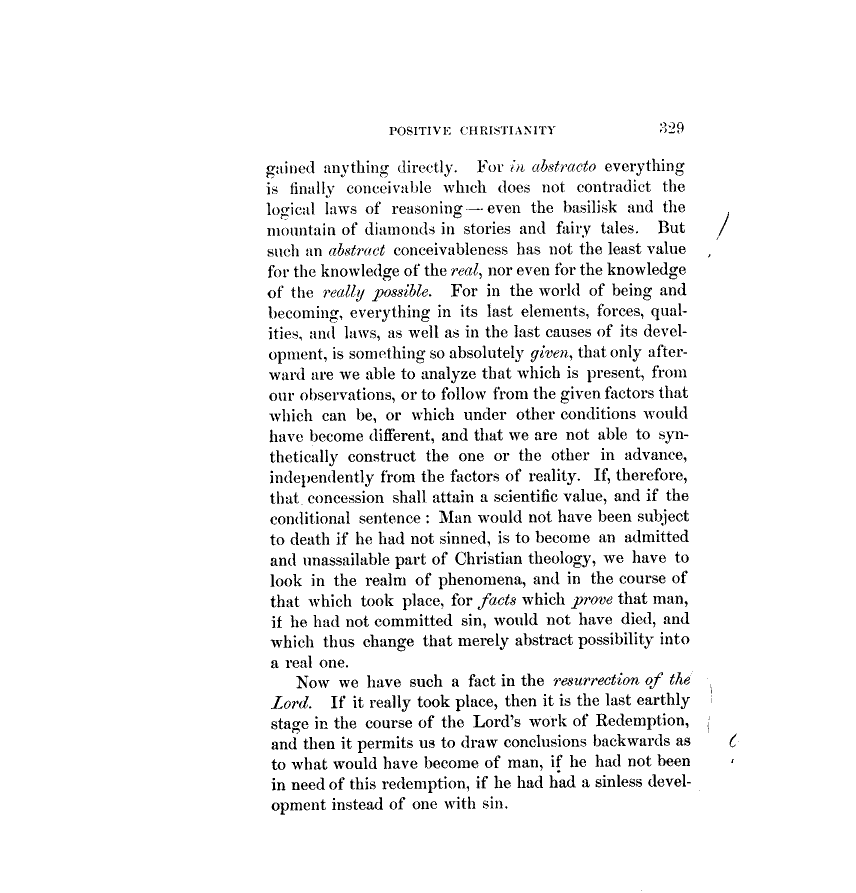 POSITIVE CHRISTIANITY 329
gained anything directly. For in abstracto everything
is finally conceivable which does not contradict the
logical laws of reasoning — even the basilisk and the
mountain of diamonds in stories and fairy tales. But
such an abstract conceivableness has not the least value
for the knowledge of the real, nor even for the knowledge
of the really possible. For in the world of being and
becoming, everything in its last elements, forces, qual-
ities, and laws, as well as in the last causes of its devel-
opment, is something so absolutely given, that only after-
ward are we able to analyze that which is present, from
our observations, or to follow from the given factors that
which can be, or which under other conditions would
have become different, and that we are not able to syn-
thetically construct the one or the other in advance,
independently from the factors of reality. If, therefore,
that concession shall attain a scientific value, and if the
conditional sentence : Man would not have been subject
to death if he had not sinned, is to become an admitted
and unassailable part of Christian theology, we have to
look in the realm of phenomena, and in the course of
that which took place, for facts which prove that man,
if he had not committed sin, would not have died, and
which thus change that merely abstract possibility into
a real one.
Now we have such a fact in the resurrection of the
Lord. If it really took place, then it is the last earthly
stage in the course of the Lord's work of Redemption,
and then it permits us to draw conclusions backwards as
to what would have become of man, if he had not been
in need of this redemption, if he had had a sinless devel-
opment instead of one with sin.